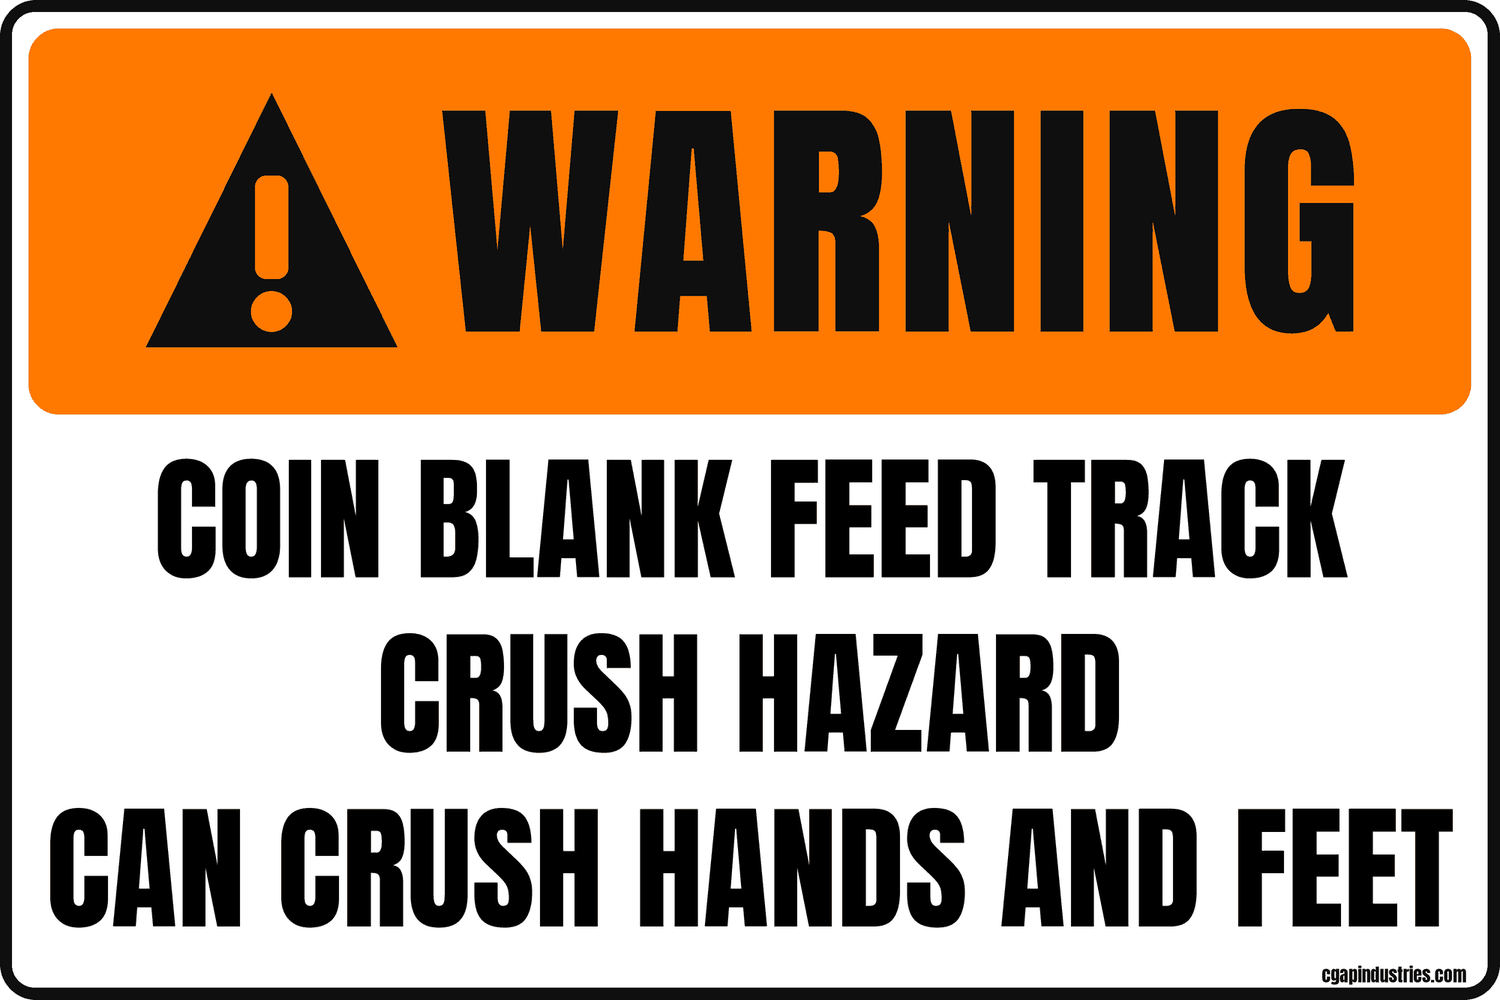 WARNING
COIN BLANK FEED TRACK
CRUSH HAZARD
CAN CRUSH HANDS AND FEET
cgapindustries.com